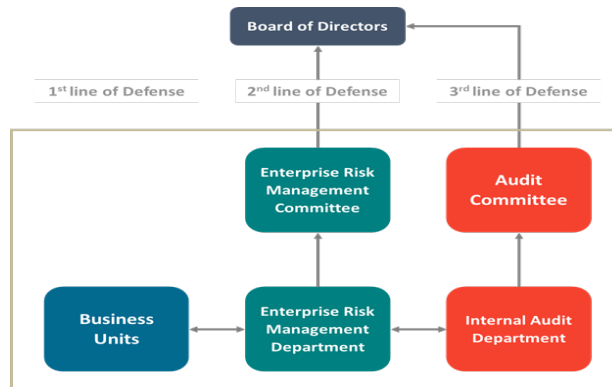 Board of Directors
1st line of Defense
2nd line of Defense
3rd line of Defense
Enterprise Risk
Management
Committee
Audit
Committee
Business
Units
Enterprise Risk
Management
Department
Internal Audit
Department